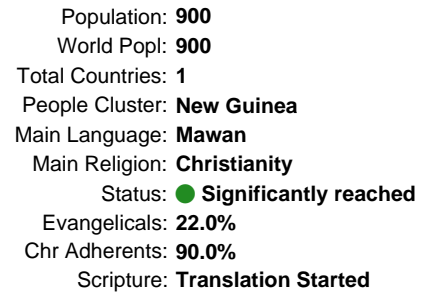 Population: 900
World Popl: 900
Total Countries: 1
People Cluster: New Guinea
Main Language: Mawan
Main Religion: Christianity
Status: Significantly reached
Evangelicals: 22.0%
Chr Adherents: 90.0%
Scripture: Translation Started